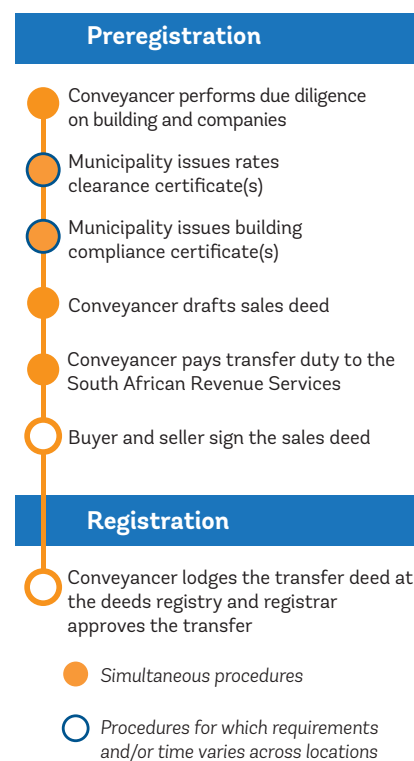 Preregistration
Conveyancer performs due diligence
on building and companies
Municipality issues rates
clearance certificate(s)
Municipality issues building
compliance certificate(s)
Conveyancer drafts sales deed
Conveyancer pays transfer duty to the
South African Revenue Services
Buyer and seller sign the sales deed
Registration
Conveyancer lodges the transfer deed at
the deeds registry and registrar
approves the transfer
Simultaneous procedures
Procedures for which requirements
and/or time varies across locations